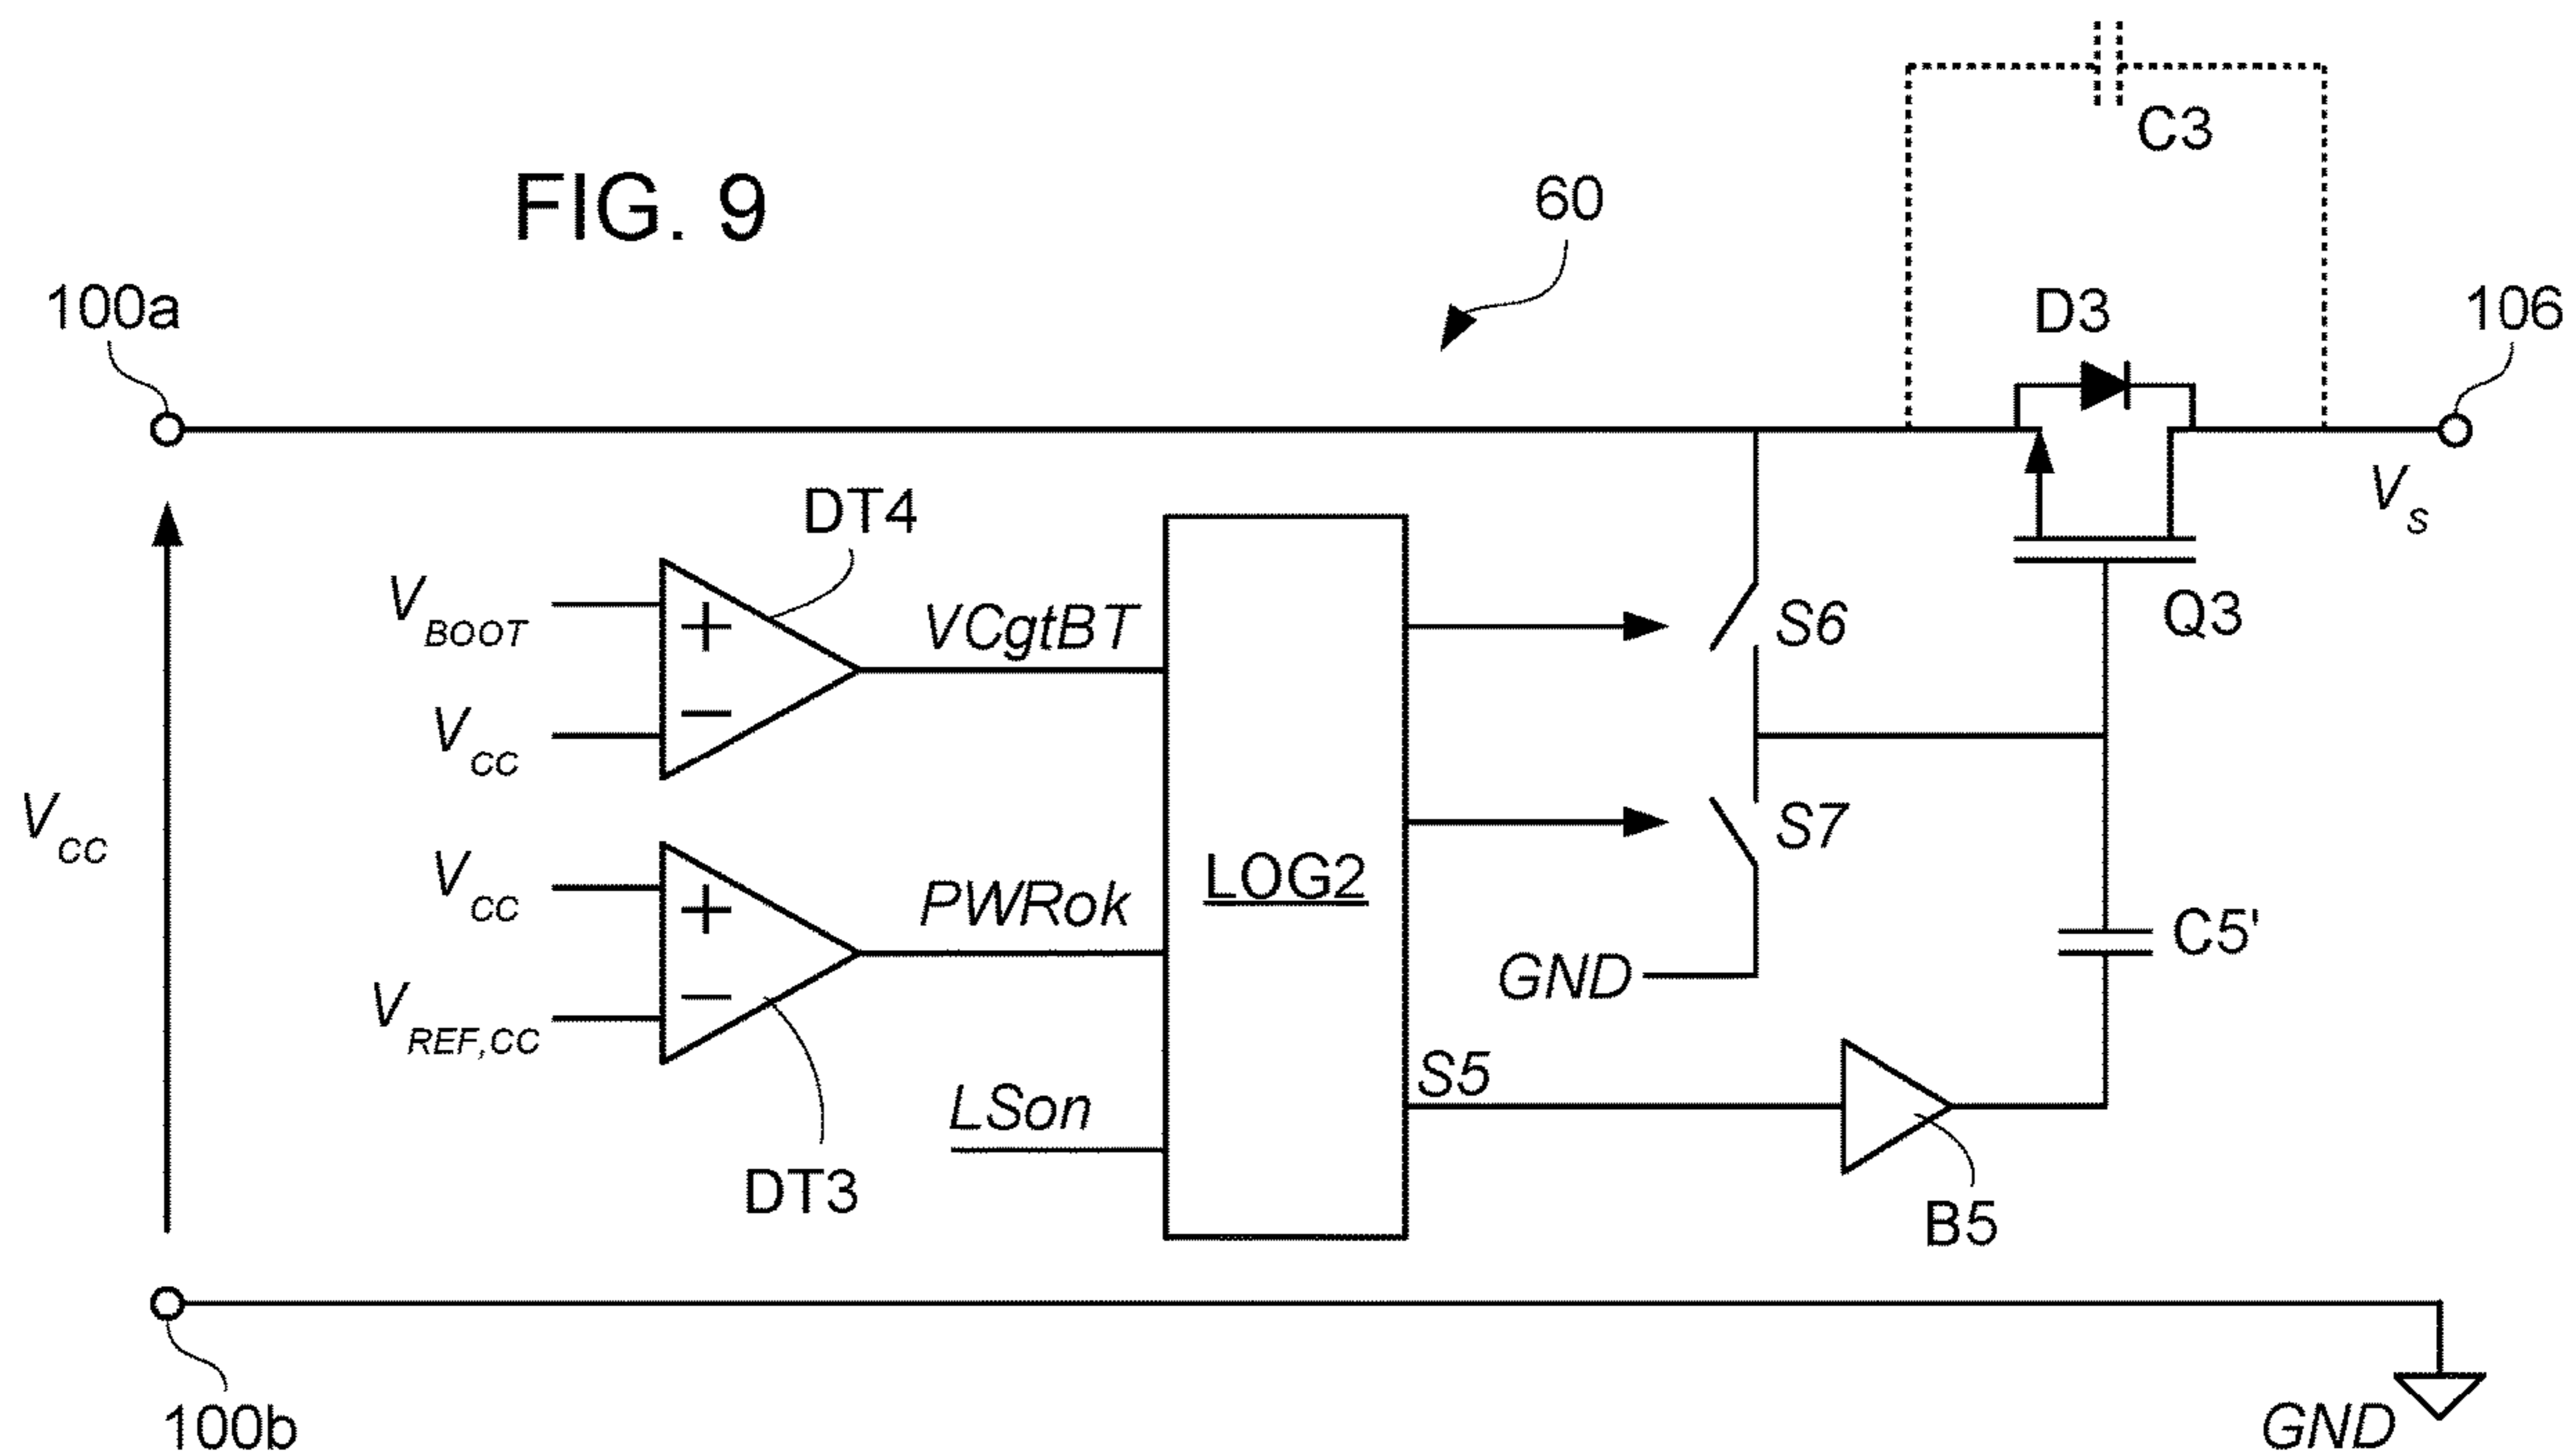 C3
FIG. 9
60
100a
D3
106
DT4
V_S
V_BOOT
VCgtBT
S6
Q3
V_CC
V_CC
S7
V_CC
PWRok
LOG2
C5'
GND
V_REF,CC
S5
LSon
DT3
B5
100b
GND